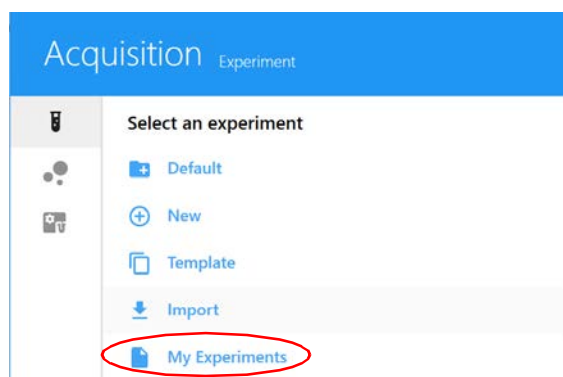 Acquisition Experiment
Select an experiment
Default
New
Template
Import
My Experiments